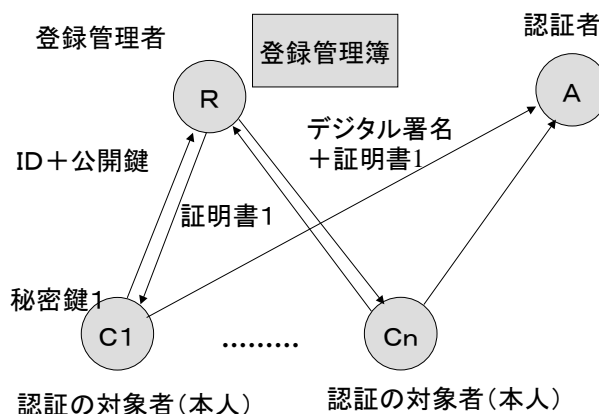 登録管理者
登録管理簿
認証者
R
A
デジタル署名
+証明書1
ID+公開鍵
証明書1
秘密鍵1
C1
………
Cn
認証の対象者(本人)
認証の対象者(本人)